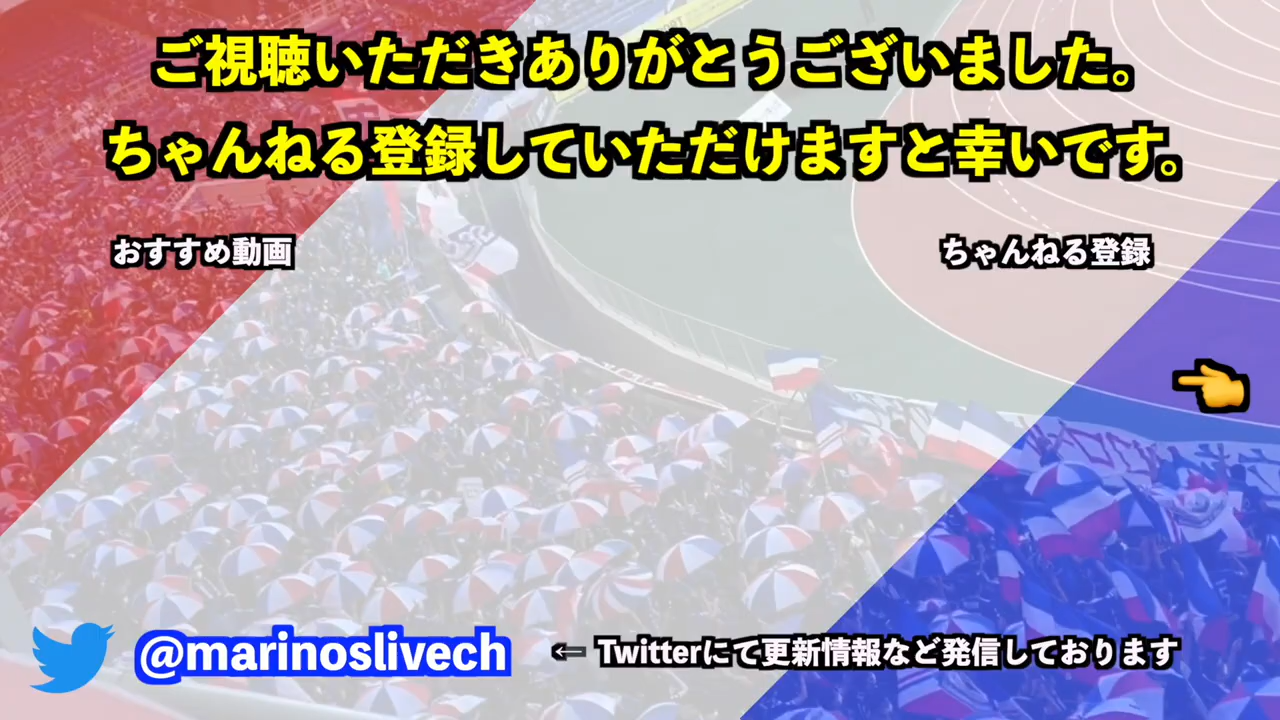 ご視聴いただきありがとうございました。
ちゃんねる登録していただけますと幸いです。
おすすめ動画
ちゃんねる登録
@marinoslivech
← Twitterにて更新情報など発信しております